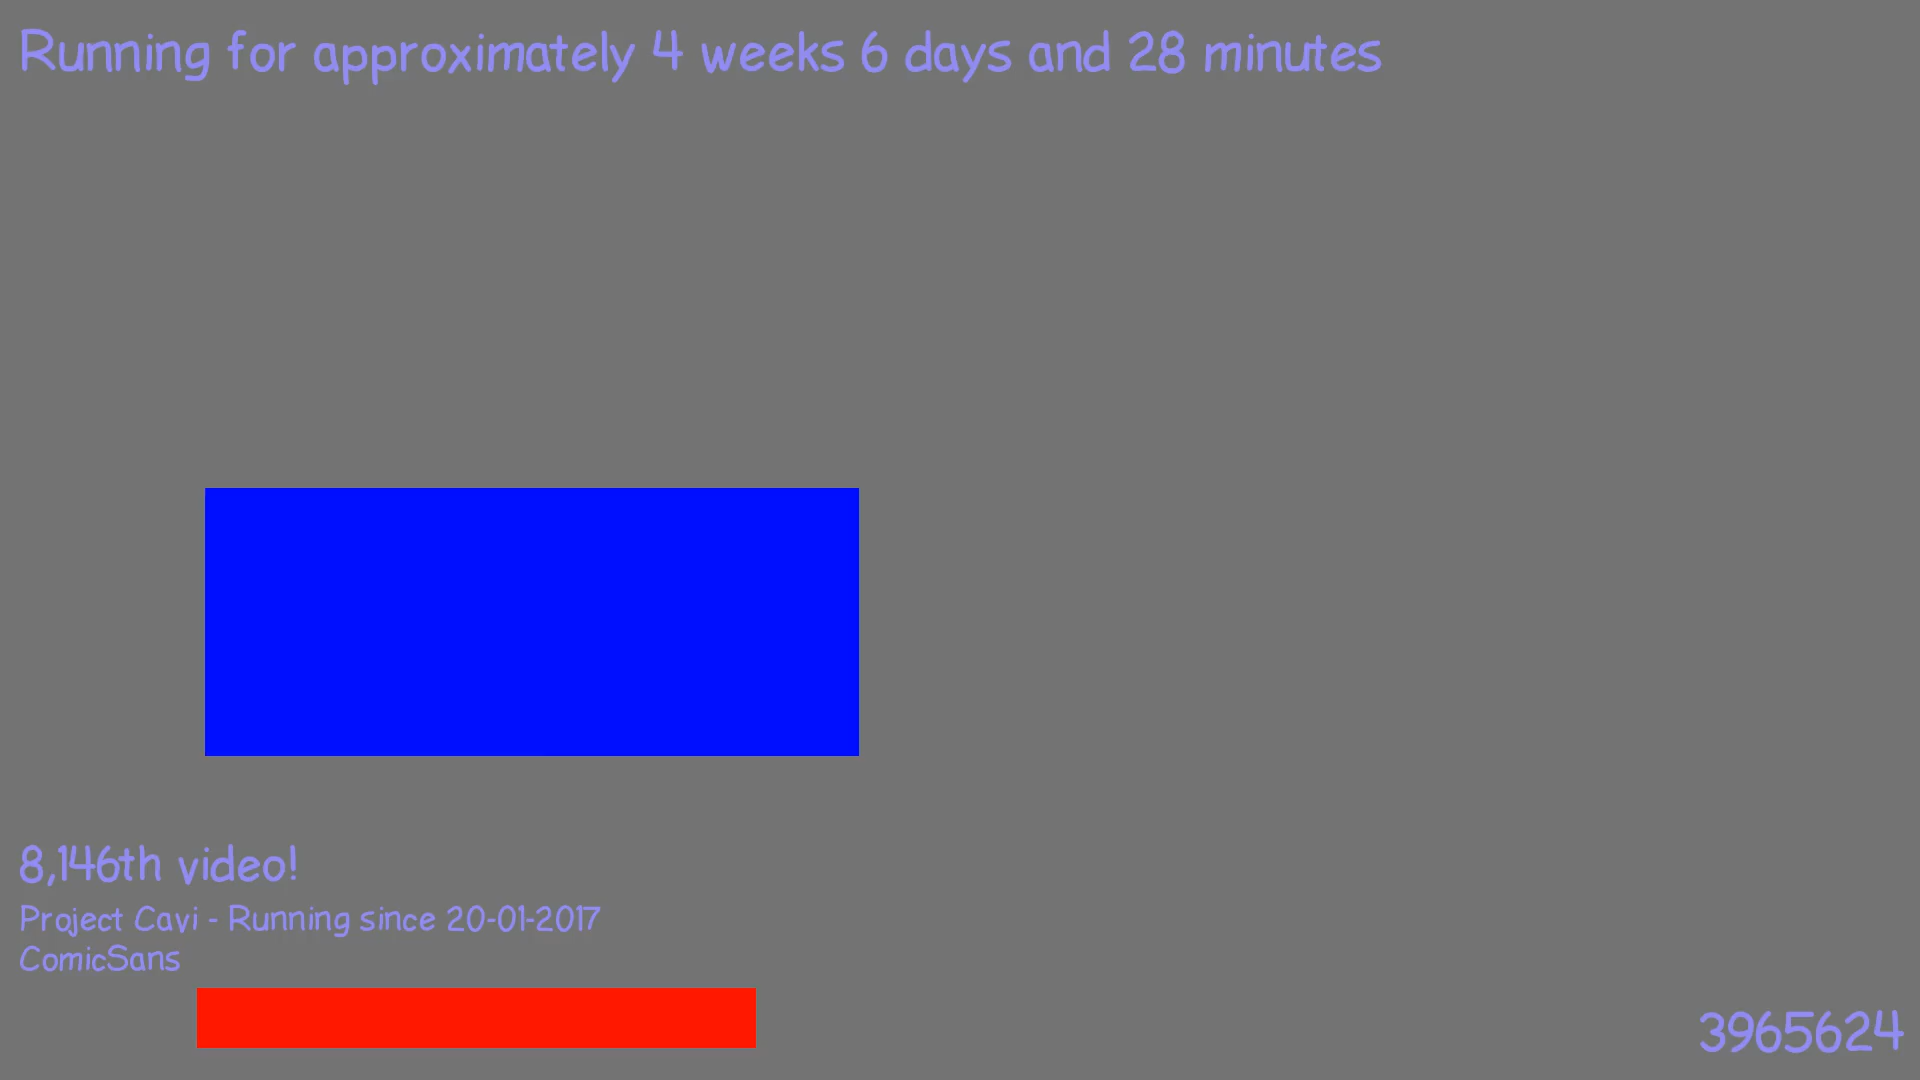 Running for approximately 4 weeks 6 days and 28 minutes
8,146th video!
Project Cavi - Running since 20-01-2017
ComicSans
3965624